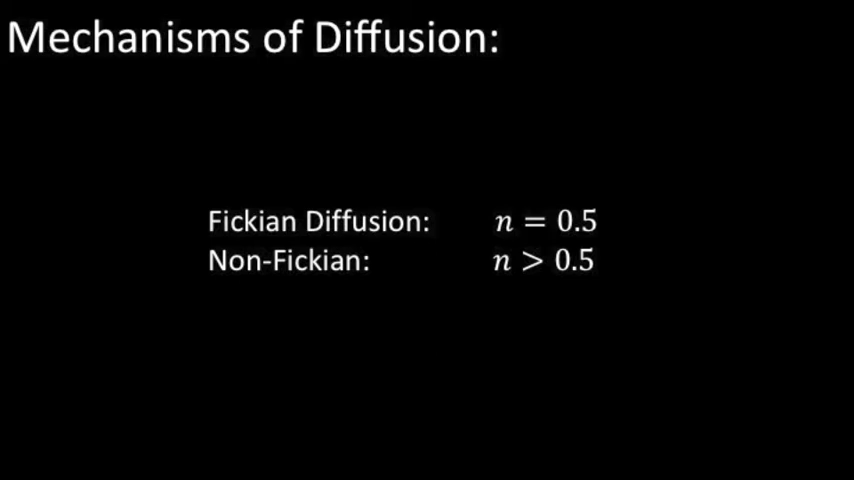 Mechanisms of Diffusion:
Fickian Diffusion: n = 0.5
Non-Fickian: n > 0.5